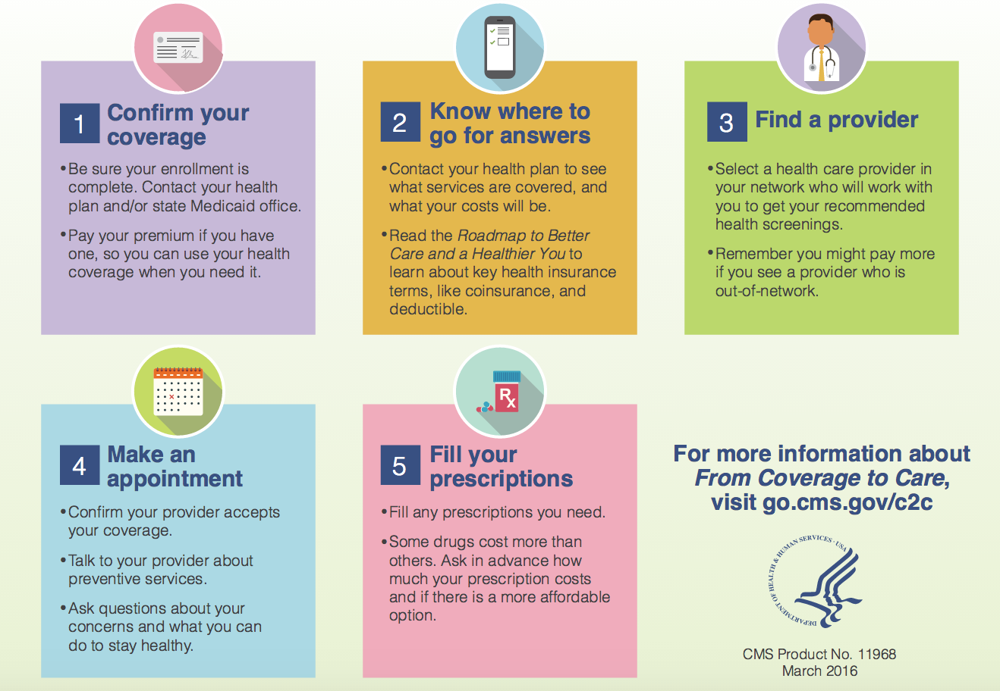 1
Confirm your
coverage
• Be sure your enrollment is
complete. Contact your health
plan and/or state Medicaid office.
• Pay your premium if you have
one, so you can use your health
coverage when you need it.
2
Know where to
go for answers
• Contact your health plan to see
what services are covered, and
what your costs will be.
• Read the Roadmap to Better
Care and a Healthier You to
learn about key health insurance
terms, like coinsurance, and
deductible.
3
Find a provider
• Select a health care provider in
your network who will work with
you to get your recommended
health screenings.
• Remember you might pay more
if you see a provider who is
out-of-network.
4
Make an
appointment
• Confirm your provider accepts
your coverage.
• Talk to your provider about
preventive services.
• Ask questions about your
concerns and what you can
do to stay healthy.
Rx
5
Fill your
prescriptions
• Fill any prescriptions you need.
• Some drugs cost more than
others. Ask in advance how
much your prescription costs
and if there is a more affordable
option.
For more information about
From Coverage to Care,
visit go.cms.gov/c2c
DEPARTMENT OF HEALTH & HUMAN SERVICES · USA
CMS Product No. 11968
March 2016